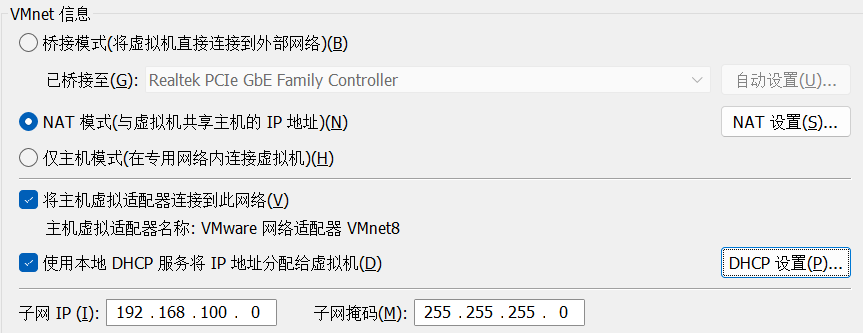 VMnet 信息
桥接模式(将虚拟机直接连接到外部网络)(B)
已桥接至(G): Realtek PCIe GbE Family Controller 自动设置(U)...
NAT 模式(与虚拟机共享主机的 IP 地址)(N) NAT 设置(S)...
仅主机模式(在专用网络内连接虚拟机)(H)
将主机虚拟适配器连接到此网络(V)
主机虚拟适配器名称: VMware 网络适配器 VMnet8
使用本地 DHCP 服务将 IP 地址分配给虚拟机(D) DHCP 设置(P)...
子网 IP (I): 192 . 168 . 100 . 0 子网掩码(M): 255 . 255 . 255 . 0